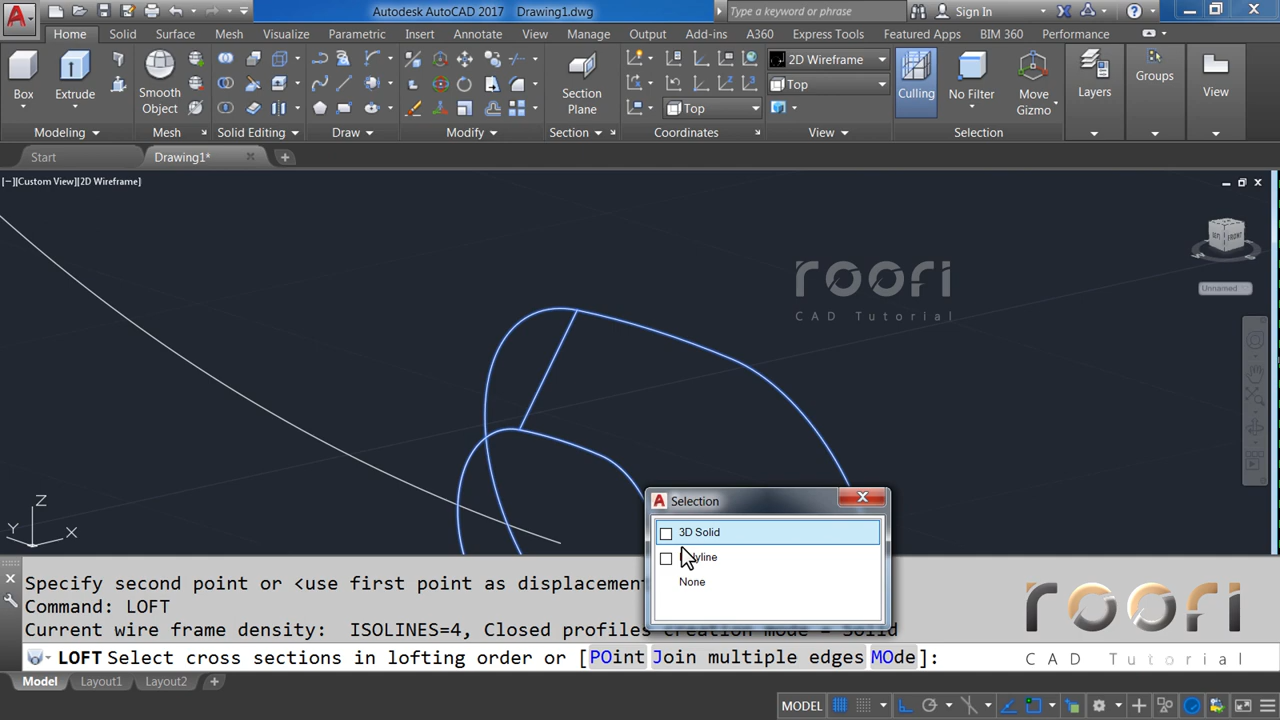 Autodesk AutoCAD 2017 Drawing1.dwg
Type a keyword or phrase
Sign In
Home Solid Surface Mesh Visualize Parametric Insert Annotate View Manage Output Add-ins A360 Express Tools Featured Apps BIM 360 Performance
Box
Extrude
Smooth
Object
Section
Plane
2D Wireframe
Top
Top
Culling
No Filter
Move
Gizmo
Layers
Groups
View
Modeling Mesh Solid Editing Draw Modify Section Coordinates View Selection
Start Drawing1*
[−][Custom View][2D Wireframe]
FRONT
Unnamed
roofi
CAD Tutorial
Z
Y
X
Selection
3D Solid
lyline
None
Specify second point or <use first point as displacement
Command: LOFT
Current wire frame density: ISOLINES=4, Closed profiles creation mode = Solid
LOFT Select cross sections in lofting order or [POint Join multiple edges MOde]:
roofi
CAD Tutorial
Model Layout1 Layout2
MODEL